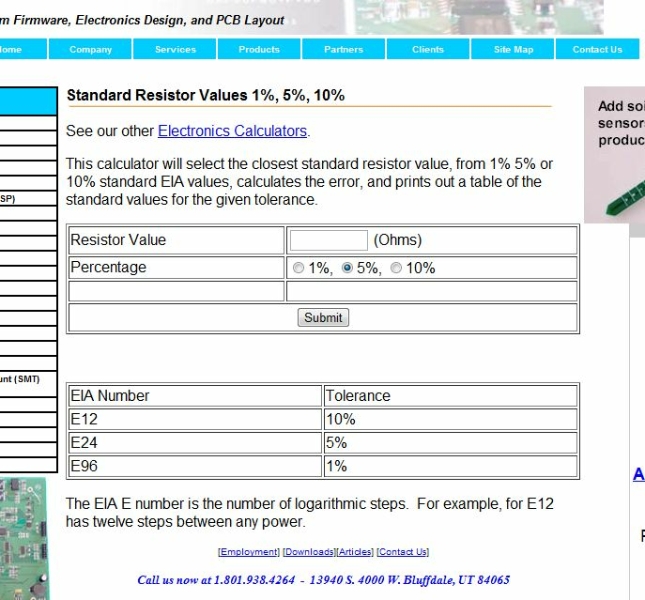 m Firmware, Electronics Design, and PCB Layout
ome Company Services Products Partners Clients Site Map Contact Us
Standard Resistor Values 1%, 5%, 10%
See our other Electronics Calculators.
This calculator will select the closest standard resistor value, from 1% 5% or
10% standard EIA values, calculates the error, and prints out a table of the
standard values for the given tolerance.
Resistor Value (Ohms)
Percentage 1%, 5%, 10%
Submit
EIA Number Tolerance
E12 10%
E24 5%
E96 1%
The EIA E number is the number of logarithmic steps. For example, for E12
has twelve steps between any power.
[Employment] [Downloads][Articles] [Contact Us]
Call us now at 1.801.938.4264 - 13940 S. 4000 W. Bluffdale, UT 84065
SP)
unt (SMT)
Add soi
sensor
produc
A